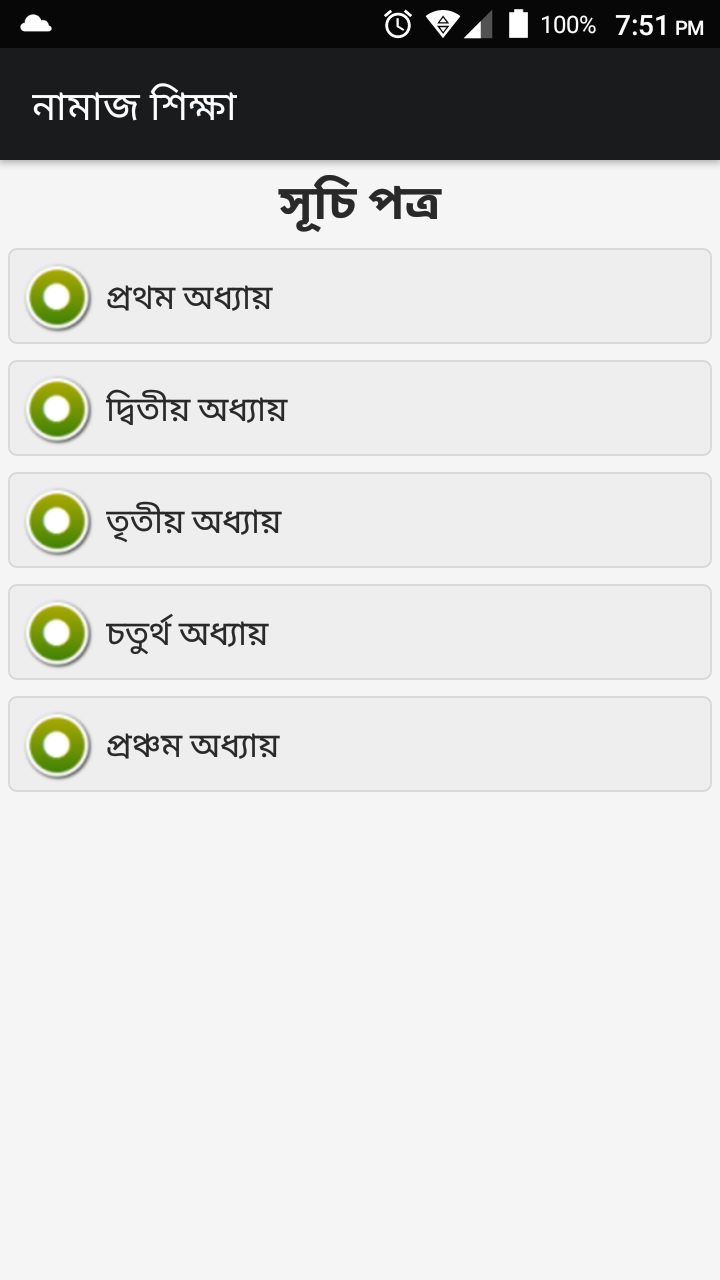 100% 7:51 PM
নামাজ শিক্ষা
সূচি পত্র
প্রথম অধ্যায়
দ্বিতীয় অধ্যায়
তৃতীয় অধ্যায়
চতুর্থ অধ্যায়
প্রঞ্চম অধ্যায়